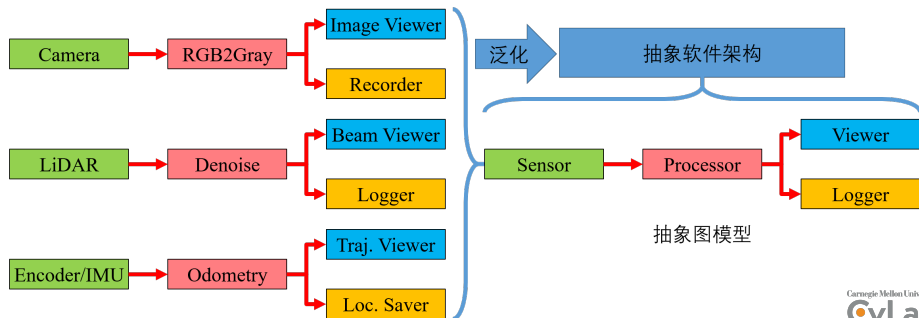 Camera
RGB2Gray
Image Viewer
Recorder
LiDAR
Denoise
Beam Viewer
Logger
Encoder/IMU
Odometry
Traj. Viewer
Loc. Saver
泛化
抽象软件架构
Sensor
Processor
Viewer
Logger
抽象图模型
Carnegie Mellon